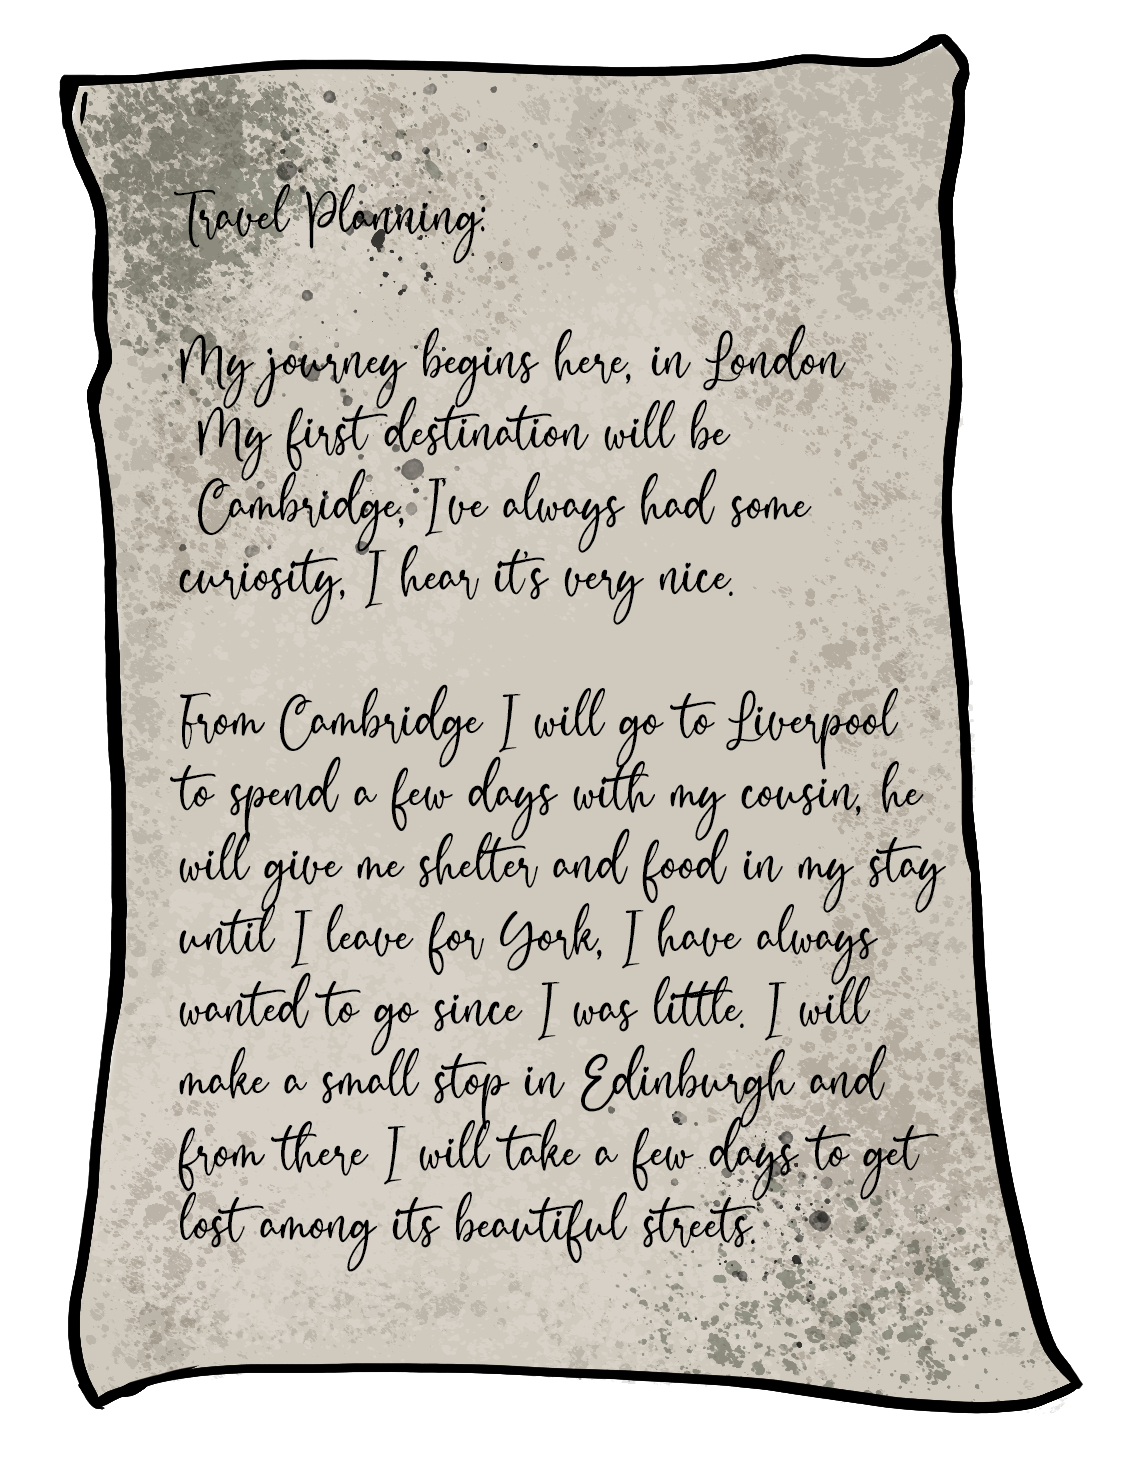 Travel Planning:
My journey begins here, in London
My first destination will be
Cambridge, I've always had some
curiosity, I hear it's very nice.
From Cambridge I will go to Liverpool
to spend a few days with my cousin, he
will give me shelter and food in my stay
until I leave for York, I have always
wanted to go since I was little. I will
make a small stop in Edinburgh and
from there I will take a few days to get
lost among its beautiful streets.